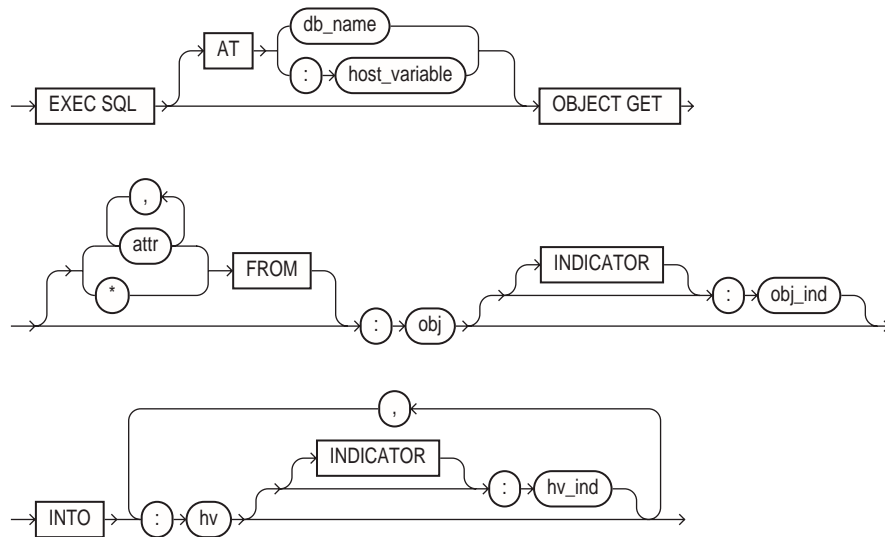 db_name
AT
: host_variable
EXEC SQL OBJECT GET
,
attr INDICATOR
* FROM
: obj : obj_ind
,
INDICATOR
INTO : hv : hv_ind